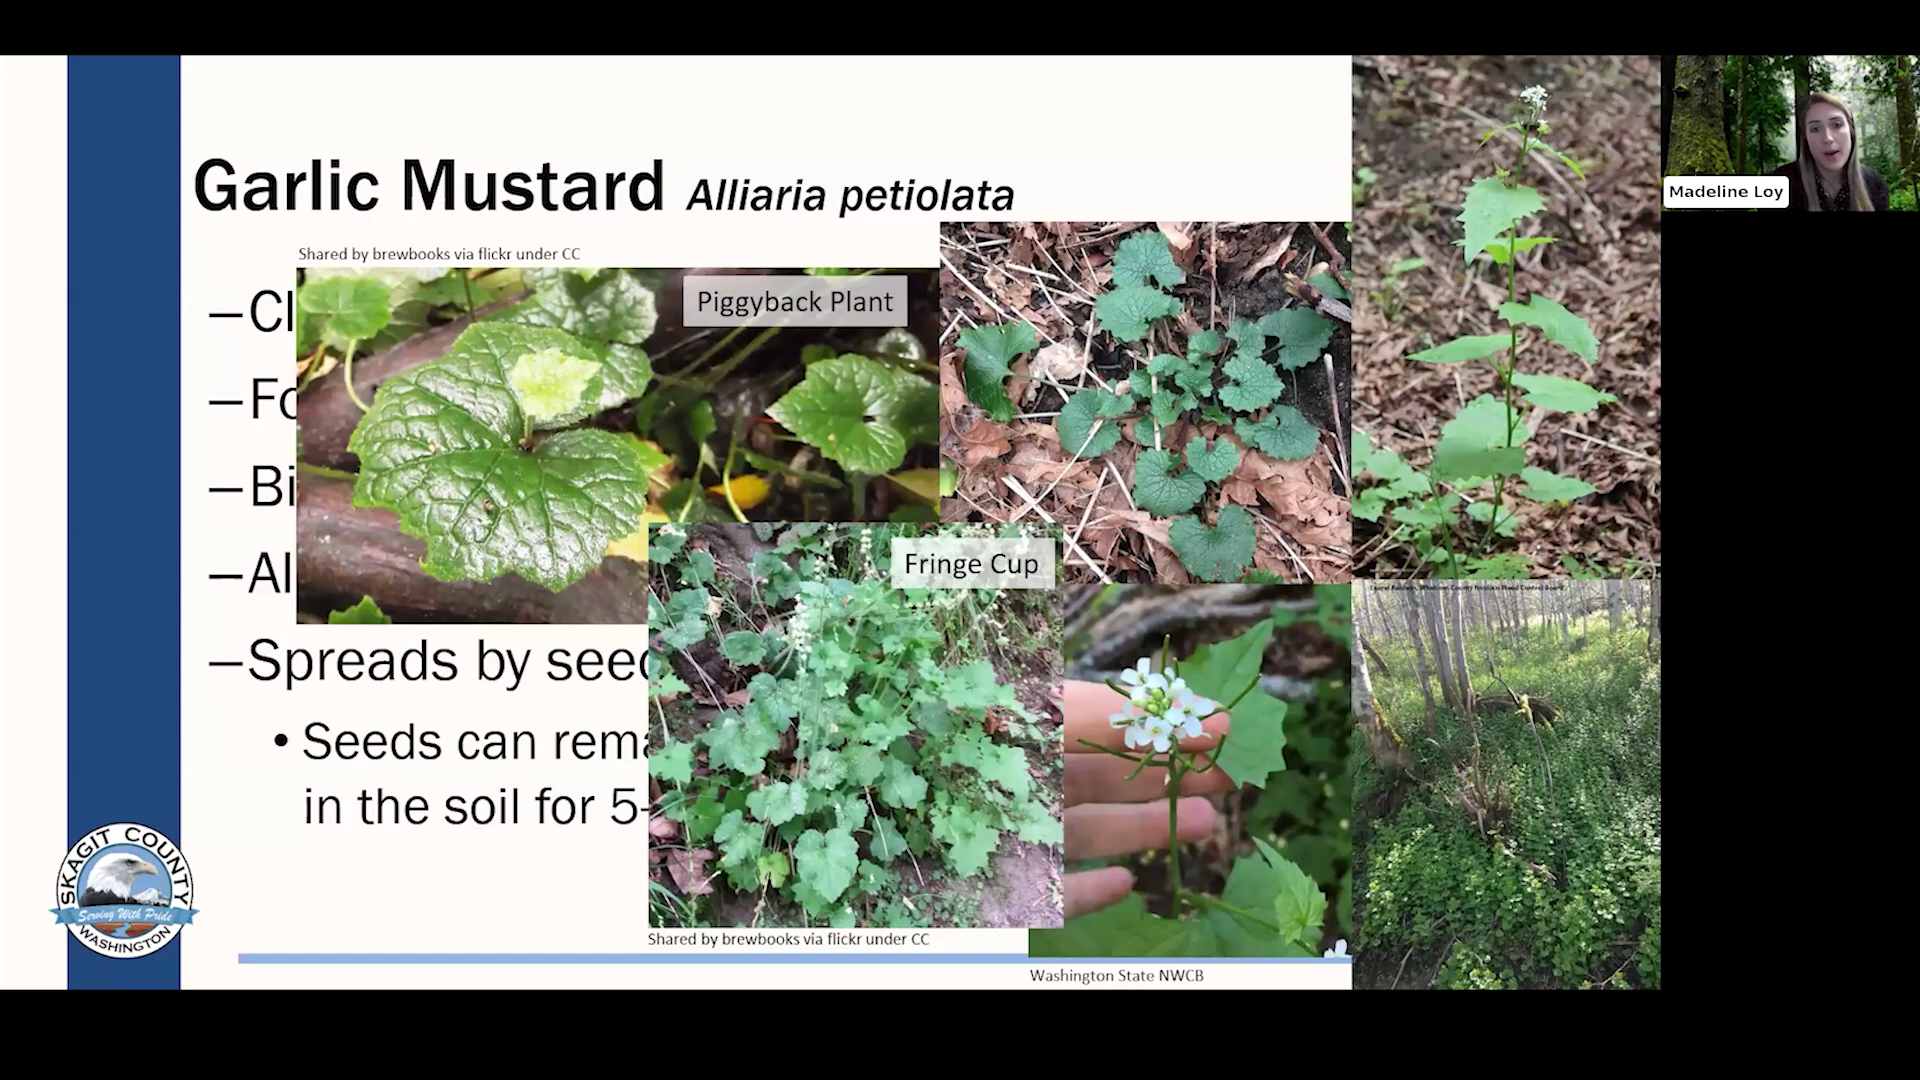 Garlic Mustard Alliaria petiolata
Shared by brewbooks via flickr under CC
Piggyback Plant
–Cl
–Fo
–Bi
–Al
–Spreads by seed
• Seeds can rema
in the soil for 5-
Fringe Cup
Shared by brewbooks via flickr under CC
Washington State NWCB
Madeline Loy
SKAGIT COUNTY
Serving With Pride
WASHINGTON